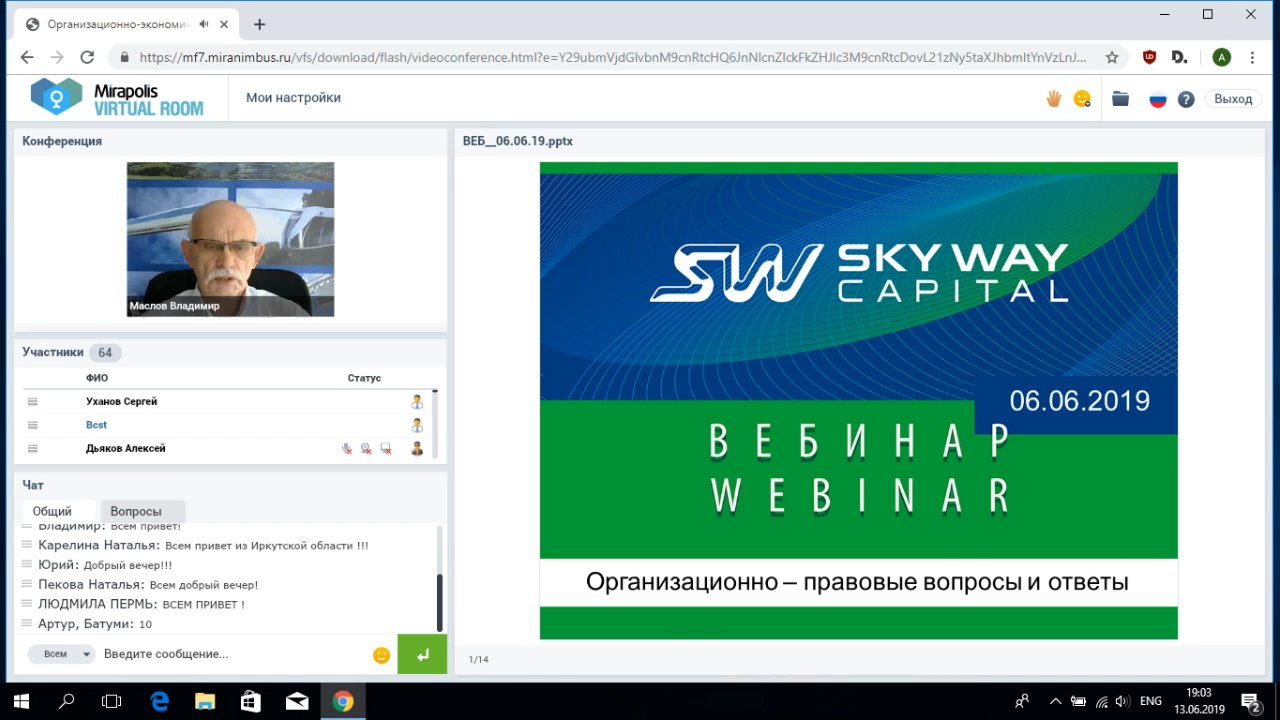 Организационно-экономич
https://mf7.miranimbus.ru/vfs/download/flash/videoconference.html?e=Y29ubmVjdGlvbnM9cnRtcHQ6JnNlcnZlckFkZHJlc3M9cnRtcDovL21zNy5taXJhbmltYnVzLnJ...
Mirapolis
VIRTUAL ROOM
Мои настройки
Выход
Конференция
Маслов Владимир
Участники 64
ФИО Статус
Уханов Сергей
Bcst
Дьяков Алексей
Чат
Общий Вопросы
Владимир: Всем привет!
Карелина Наталья: Всем привет из Иркутской области !!!
Юрий: Добрый вечер!!!
Пекова Наталья: Всем добрый вечер!
ЛЮДМИЛА ПЕРМЬ: ВСЕМ ПРИВЕТ !
Артур, Батуми: 10
Всем Введите сообщение...
ВЕБ__06.06.19.pptx
SW SKY WAY
CAPITAL
06.06.2019
ВЕБИНАР
WEBINAR
Организационно – правовые вопросы и ответы
1/14
ENG
19:03
13.06.2019
2